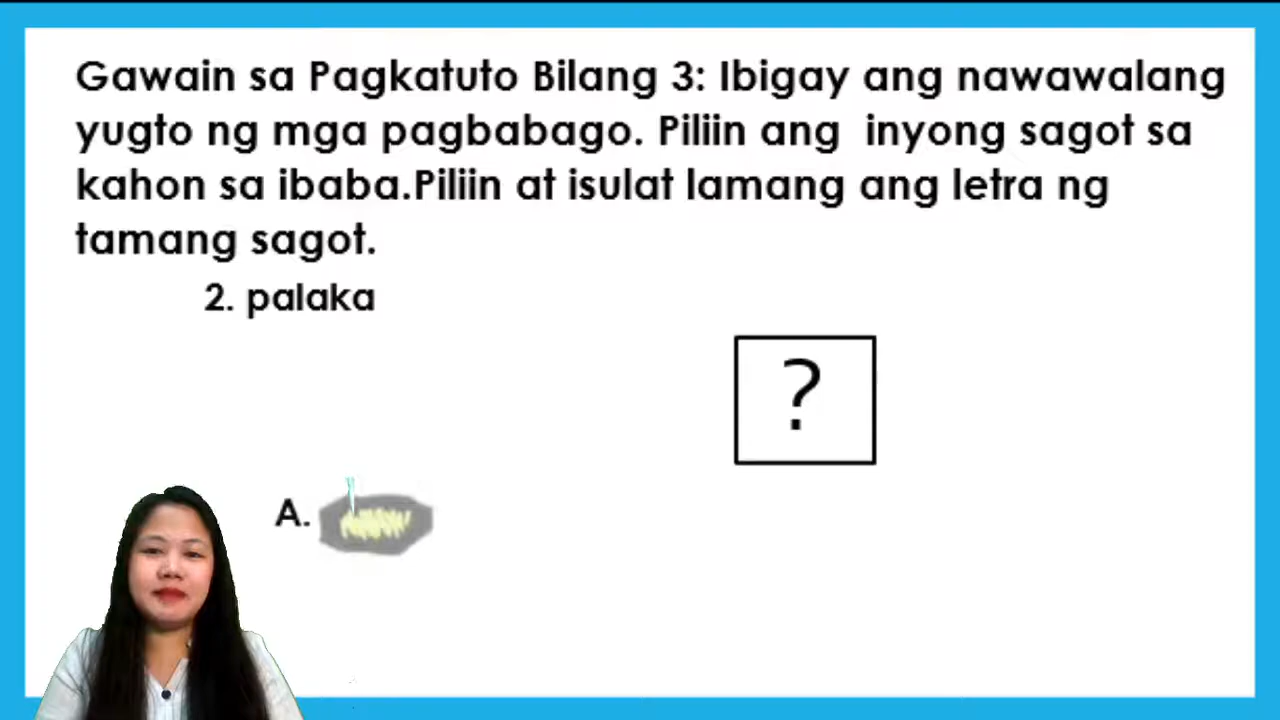 Gawain sa Pagkatuto Bilang 3: Ibigay ang nawawalang
yugto ng mga pagbabago. Piliin ang inyong sagot sa
kahon sa ibaba.Piliin at isulat lamang ang letra ng
tamang sagot.
2. palaka
?
A.